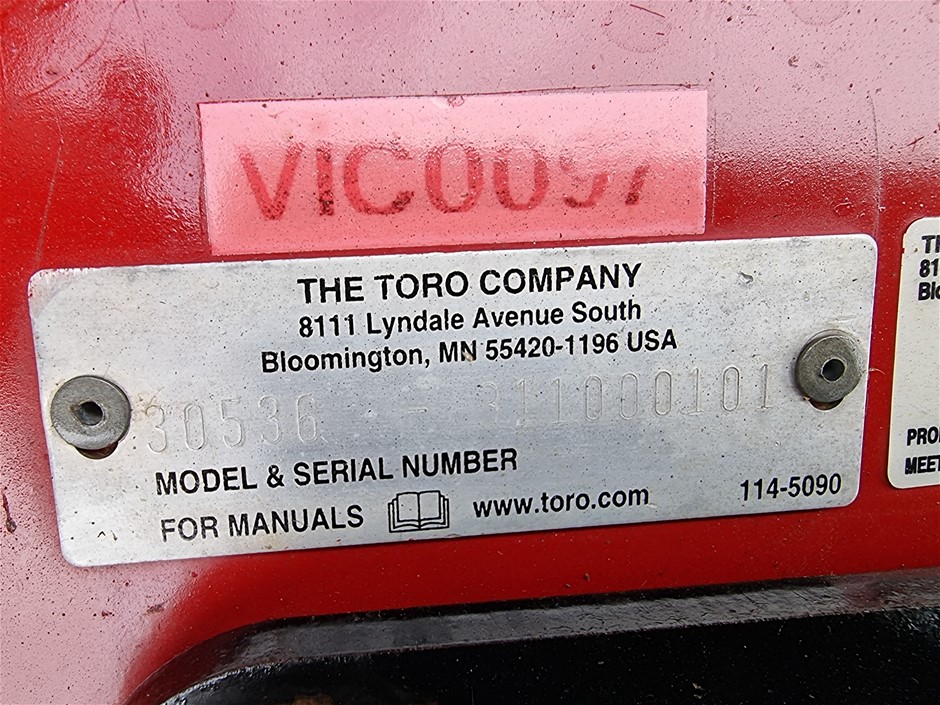 VIC0097
THE TORO COMPANY
8111 Lyndale Avenue South
Bloomington, MN 55420-1196 USA
30536 - 311000101
MODEL & SERIAL NUMBER
FOR MANUALS www.toro.com 114-5090